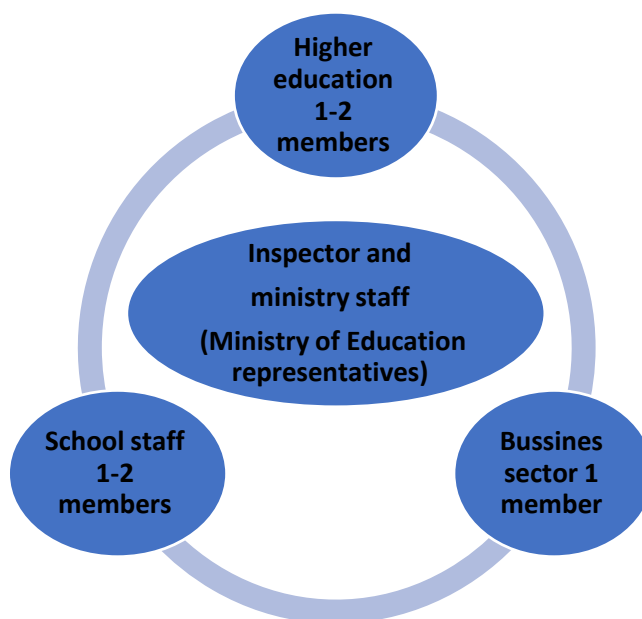 Higher
education
1-2
members
Inspector and
ministry staff
(Ministry of Education
representatives)
School staff
1-2
members
Bussines
sector 1
member